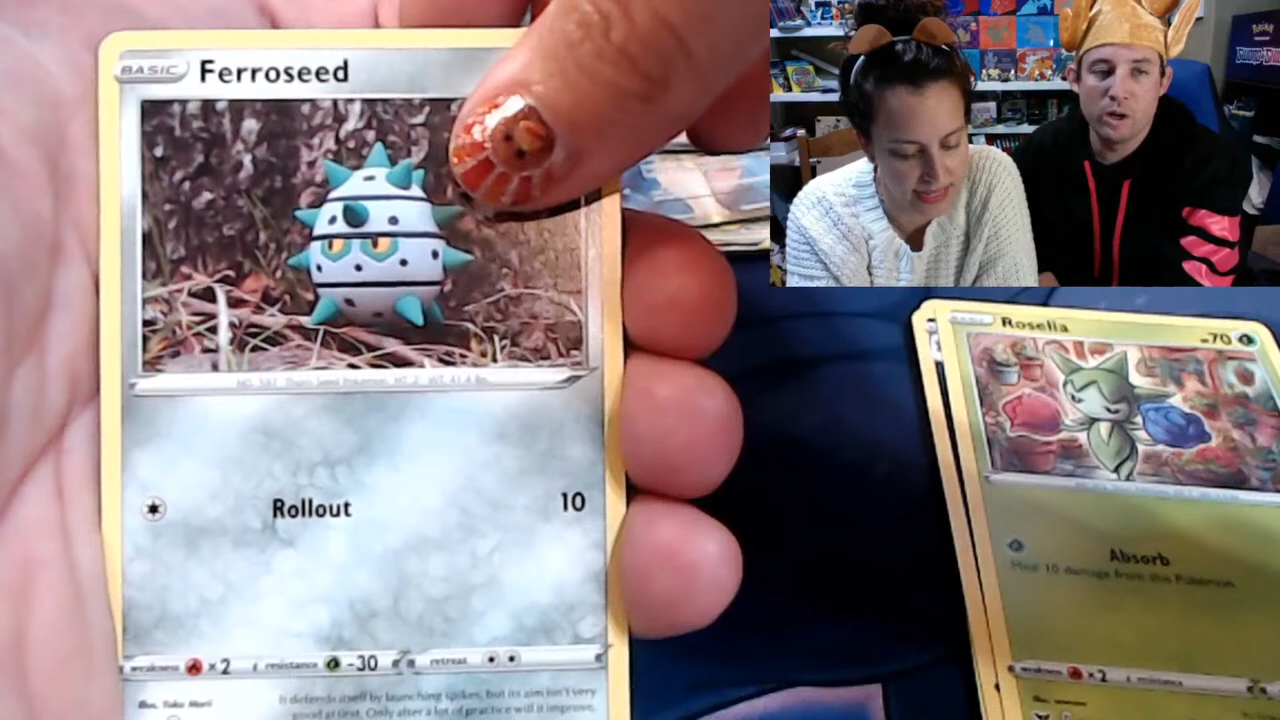 BASIC Ferroseed
Rollout 10
weakness ×2 resistance -30 retreat
Illus. Yuka Morii
It defends itself by launching spikes, but its aim isn't very
good at first. Only after a lot of practice will it improve.
BASIC Roselia
70
Absorb
Heal 10 damage from this Pokémon.
weakness ×2 resistance